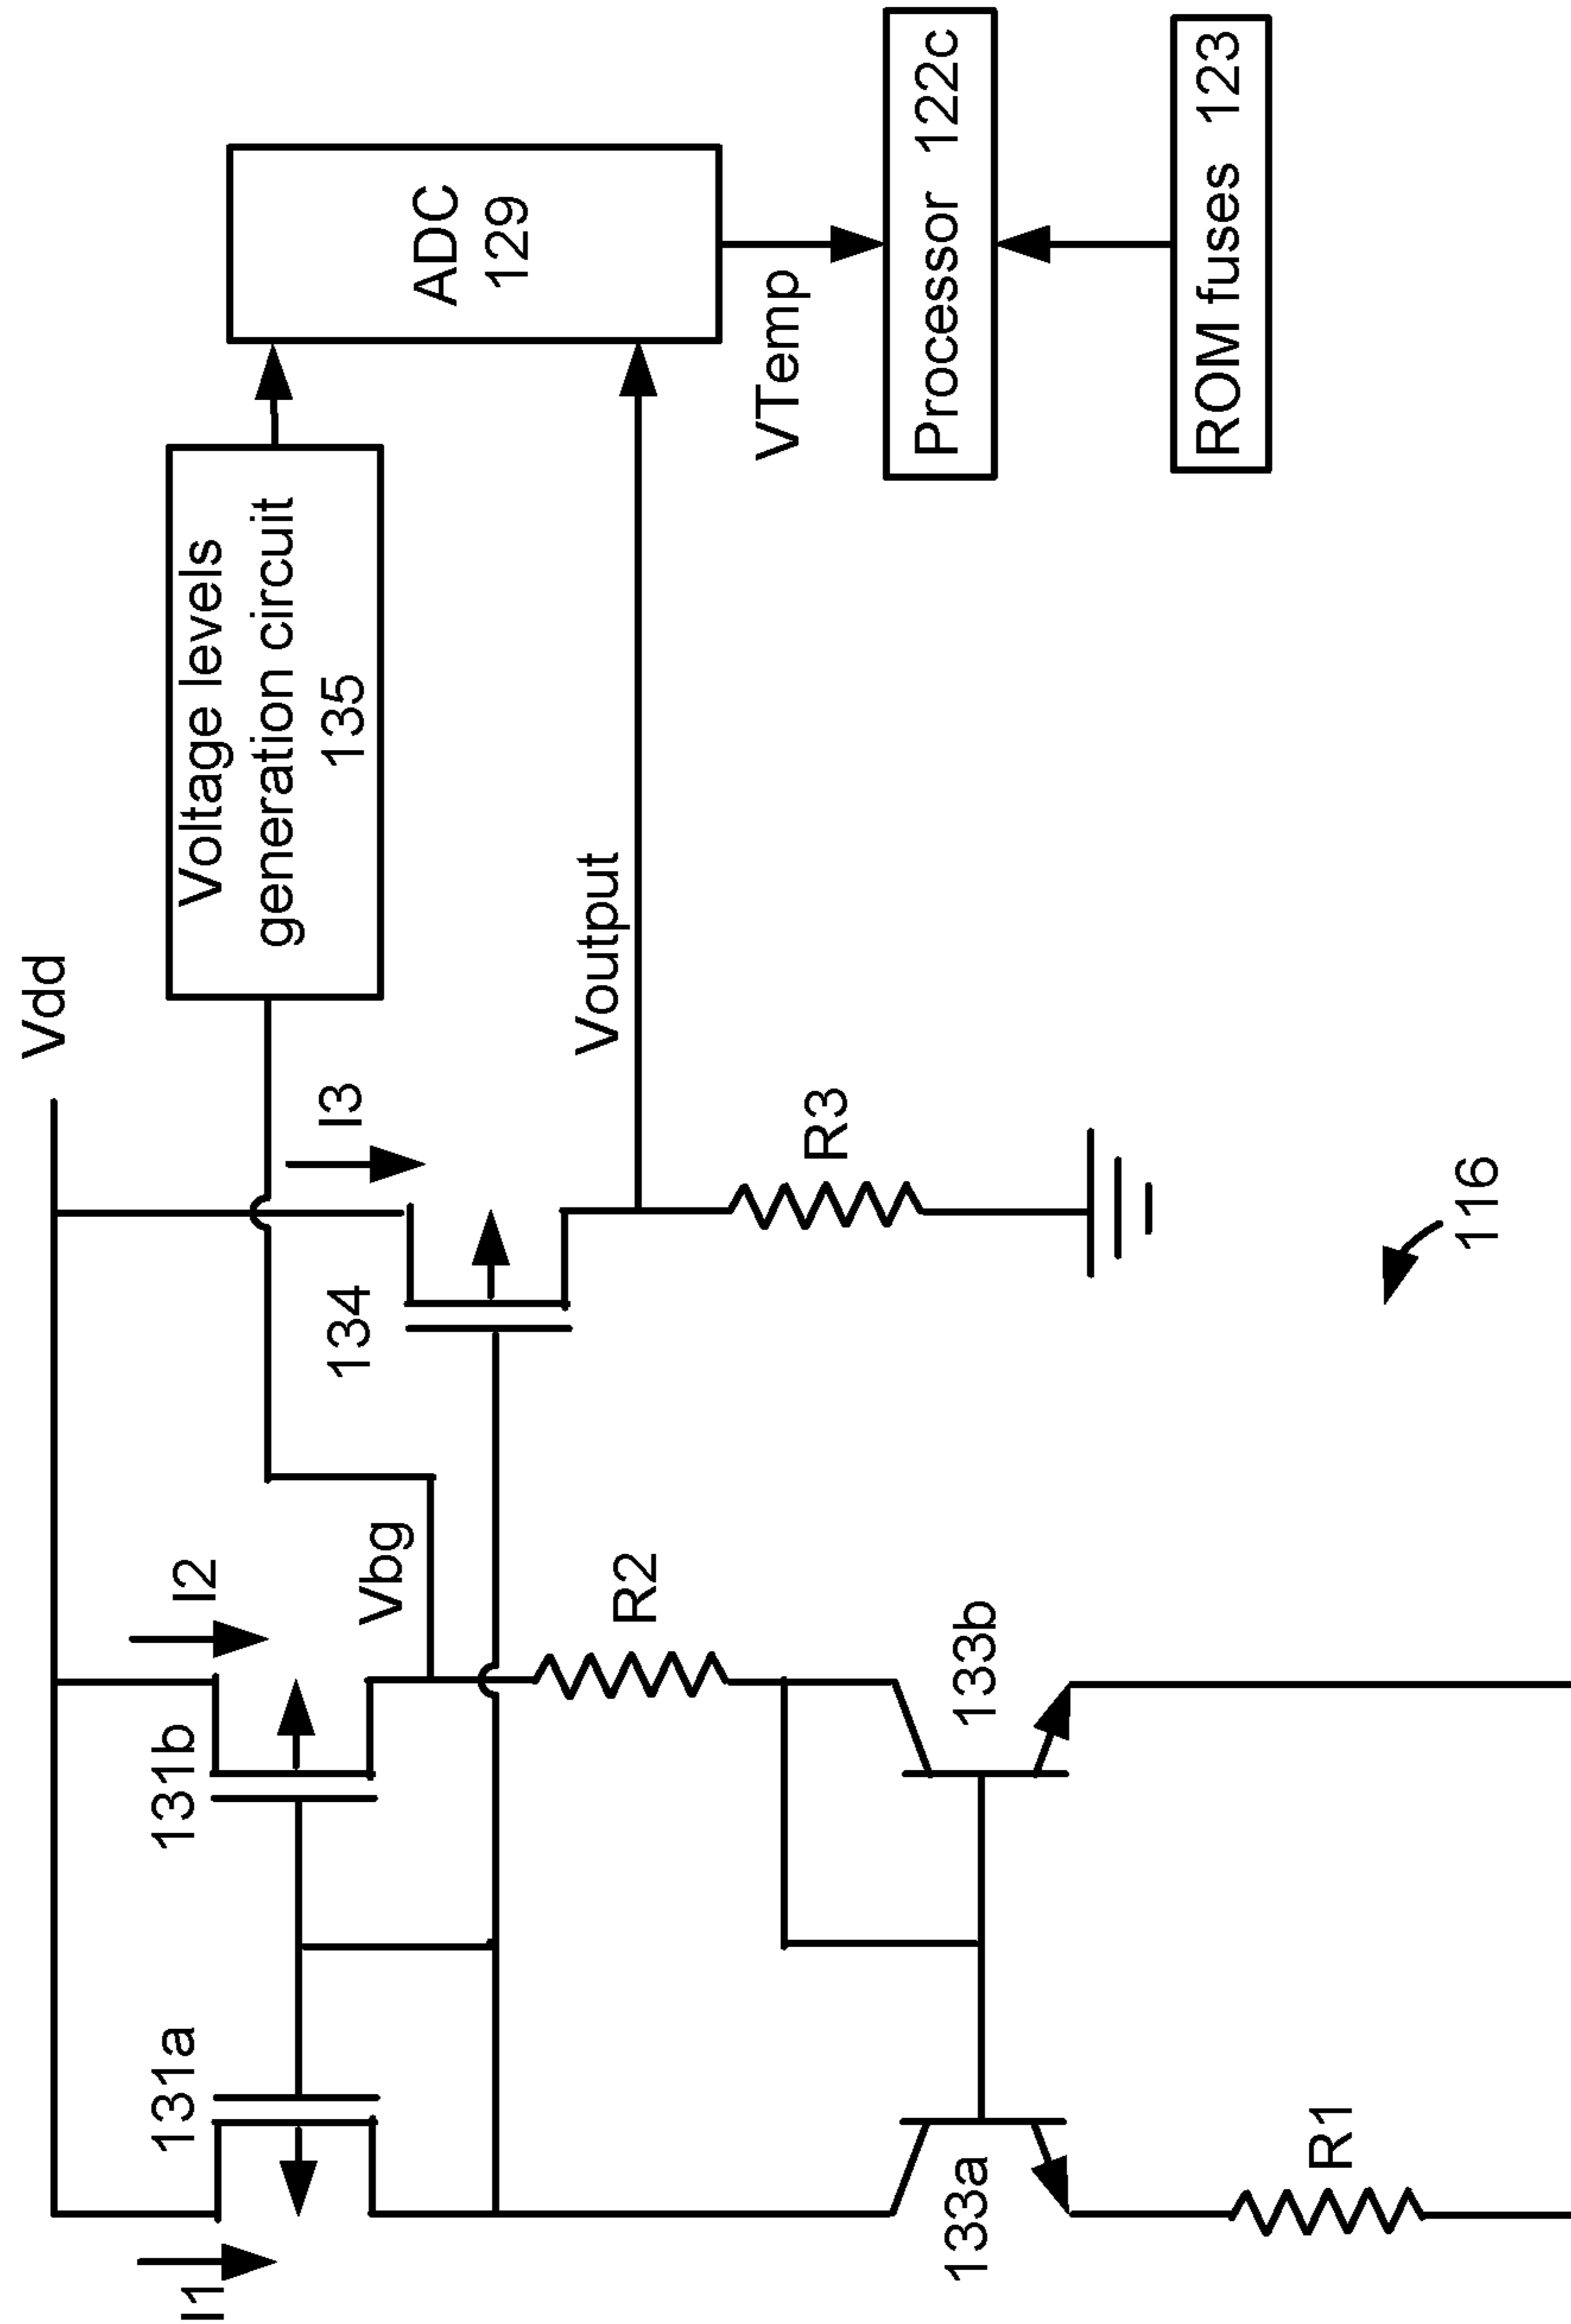 Vdd
I1
131a
131b
I2
Vbg
134
I3
Voltage levels
generation circuit
135
ADC
129
Voutput
R2
R3
VTemp
Processor 122c
ROM fuses 123
133a
133b
R1
116